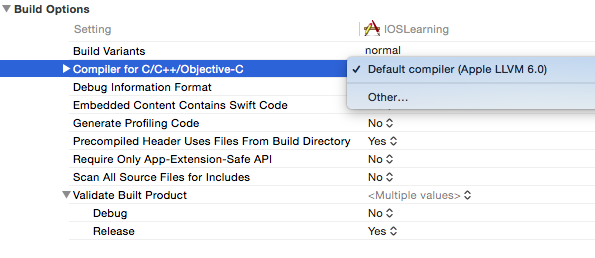 Build Options
Setting IOSLearning
Build Variants normal
Compiler for C/C++/Objective-C Default compiler (Apple LLVM 6.0)
Debug Information Format
Other...
Embedded Content Contains Swift Code
Generate Profiling Code No
Precompiled Header Uses Files From Build Directory Yes
Require Only App-Extension-Safe API No
Scan All Source Files for Includes No
Validate Built Product <Multiple values>
Debug No
Release Yes